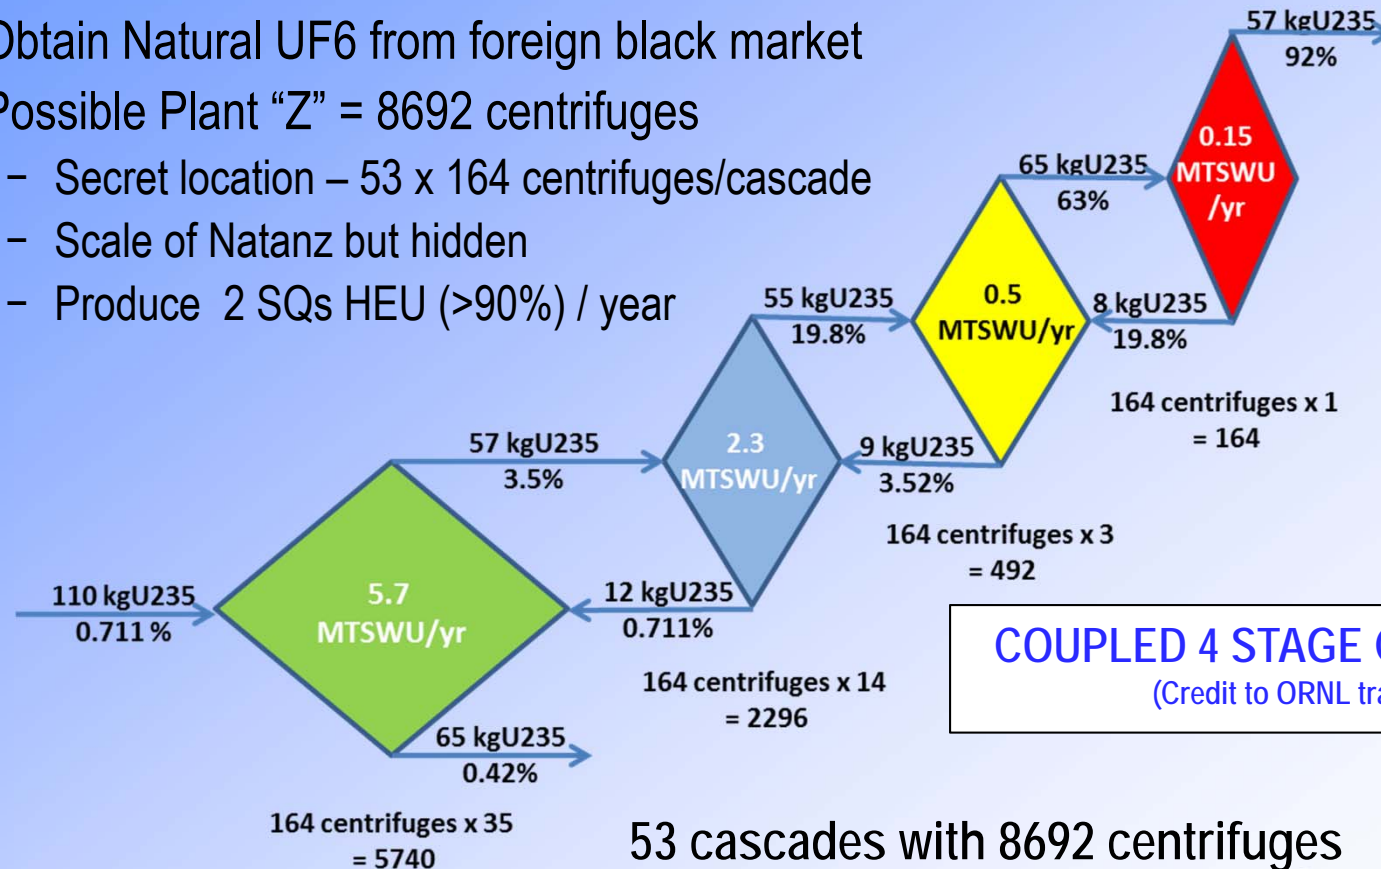 Obtain Natural UF6 from foreign black market
Possible Plant “Z” = 8692 centrifuges
− Secret location – 53 x 164 centrifuges/cascade
− Scale of Natanz but hidden
− Produce 2 SQs HEU (>90%) / year
57 kgU235
92%
0.15
MTSWU
/yr
65 kgU235
63%
8 kgU235
19.8%
164 centrifuges x 1
= 164
55 kgU235
19.8%
0.5
MTSWU/yr
9 kgU235
3.52%
164 centrifuges x 3
= 492
57 kgU235
3.5%
2.3
MTSWU/yr
12 kgU235
0.711%
164 centrifuges x 14
= 2296
110 kgU235
0.711 %
5.7
MTSWU/yr
65 kgU235
0.42%
164 centrifuges x 35
= 5740
COUPLED 4 STAGE
(Credit to ORNL
53 cascades with 8692 centrifuges